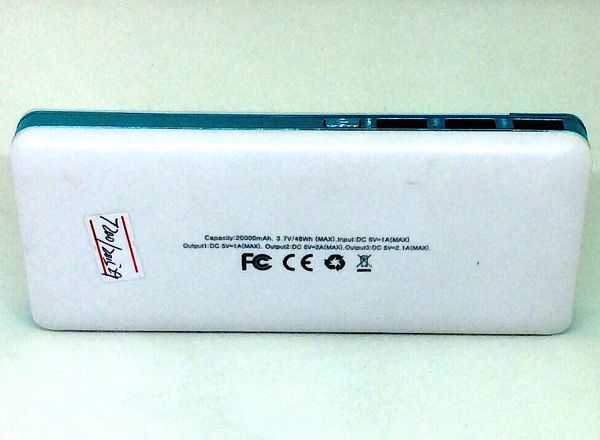 Capacity:20000mAh, 3.7V/48Wh (MAX).Input:DC 5V=1A(MAX)
Output1:DC 5V=1A(MAX). Output2:DC 5V=2A(MAX).Output3:DC 5V=2.1A(MAX).
FC CE